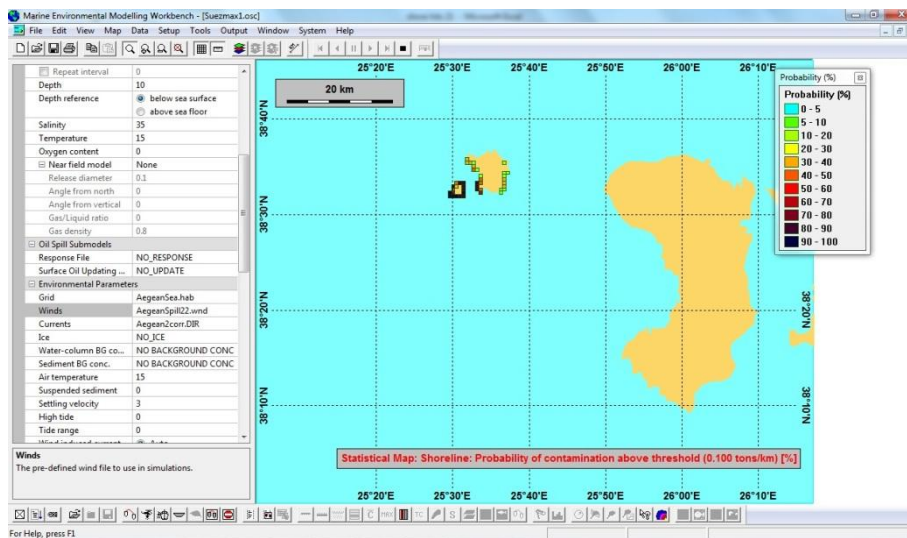 Marine Environmental Modelling Workbench - [Suezmax1.osc]
File Edit View Map Data Setup Tools Output Window System Help
Repeat interval 0
Depth 10
Depth reference below sea surface
above sea floor
Salinity 35
Temperature 15
Oxygen content 0
Near field model None
Release diameter 0.1
Angle from north 0
Angle from vertical 0
Gas/Liquid ratio 0
Gas density 0.8
Oil Spill Submodels
Response File NO_RESPONSE
Surface Oil Updating ... NO_UPDATE
Environmental Parameters
Grid AegeanSea.hab
Winds AegeanSpill22.wnd
Currents Aegean2corr.DIR
Ice NO_ICE
Water-column BG co... NO BACKGROUND CONC
Sediment BG conc. NO BACKGROUND CONC
Air temperature 15
Suspended sediment 0
Settling velocity 3
High tide 0
Tide range 0
Wind induced current Auto
Winds
The pre-defined wind file to use in simulations.
25°20'E 25°30'E 25°40'E 25°50'E 26°00'E 26°10'E
20 km
38°40'N
38°30'N
38°20'N
38°10'N
38°20'N
38°10'N
Probability (%)
Probability (%)
0 - 5
5 - 10
10 - 20
20 - 30
30 - 40
40 - 50
50 - 60
60 - 70
70 - 80
80 - 90
90 - 100
Statistical Map: Shoreline: Probability of contamination above threshold (0.100 tons/km) [%]
25°20'E 25°30'E 25°40'E 25°50'E 26°00'E 26°10'E
TC S
For Help, press F1